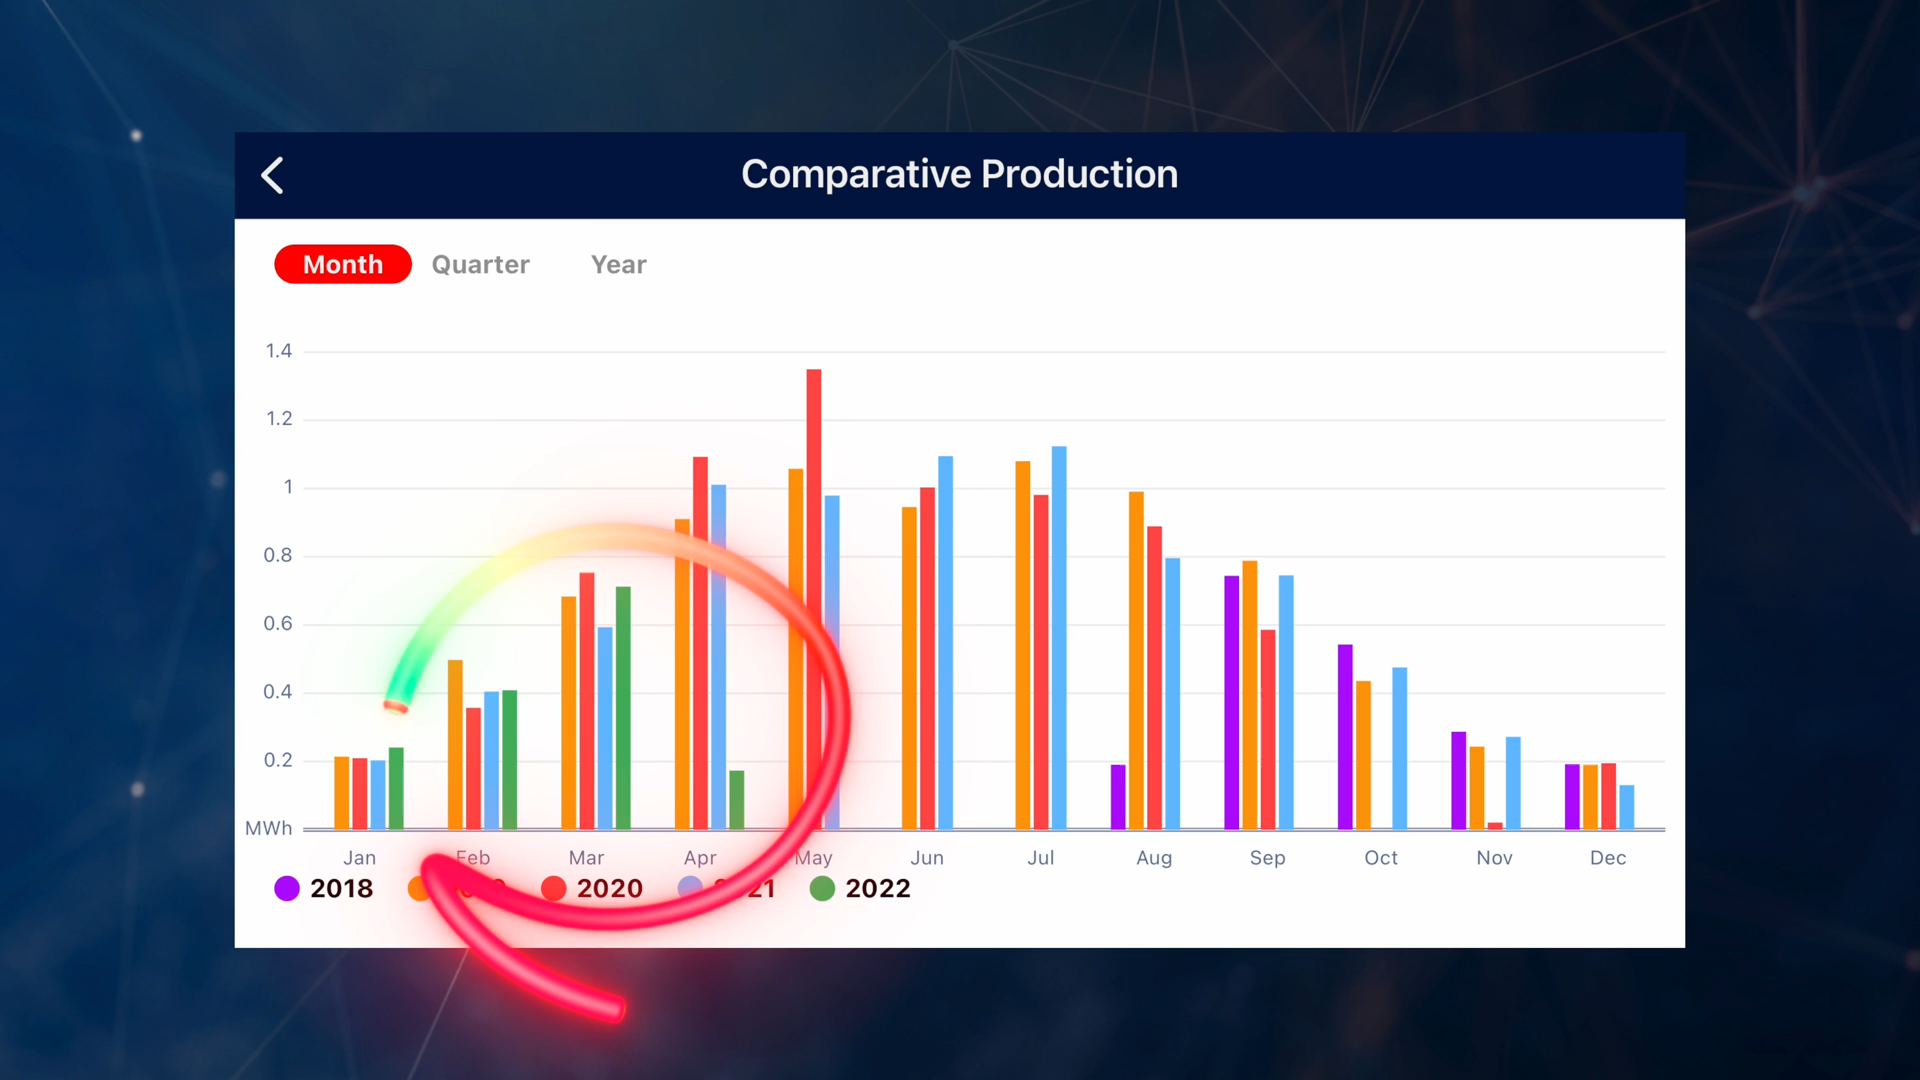 Comparative Production
Month Quarter Year
1.4
1.2
1
0.8
0.6
0.4
0.2
MWh
Jan Feb Mar Apr May Jun Jul Aug Sep Oct Nov Dec
2018 2020 2022